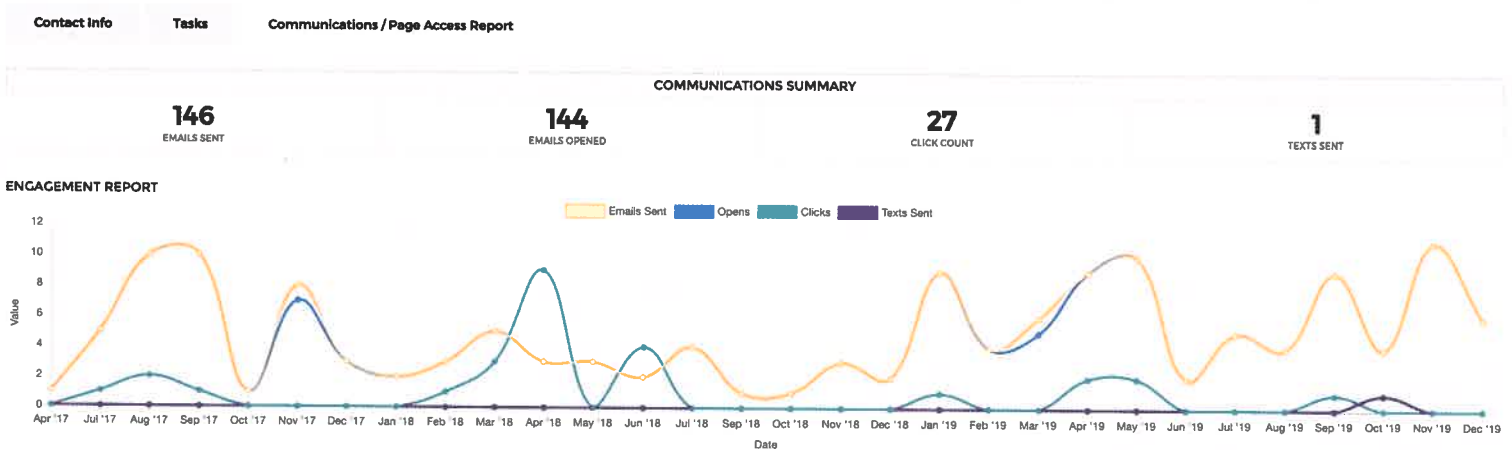 Contact Info Tasks Communications / Page Access Report
COMMUNICATIONS SUMMARY
146 144 27 1
EMAILS SENT EMAILS OPENED CLICK COUNT TEXTS SENT
ENGAGEMENT REPORT
Emails Sent Opens Clicks Texts Sent
12
10
8
6
4
2
0
Value
Apr '17 Jul '17 Aug '17 Sep '17 Oct '17 Nov '17 Dec '17 Jan '18 Feb '18 Mar '18 Apr '18 May '18 Jun '18 Jul '18 Sep '18 Oct '18 Nov '18 Dec '18 Jan '19 Feb '19 Mar '19 Apr '19 May '19 Jun '19 Jul '19 Aug '19 Sep '19 Oct '19 Nov '19 Dec '19
Date